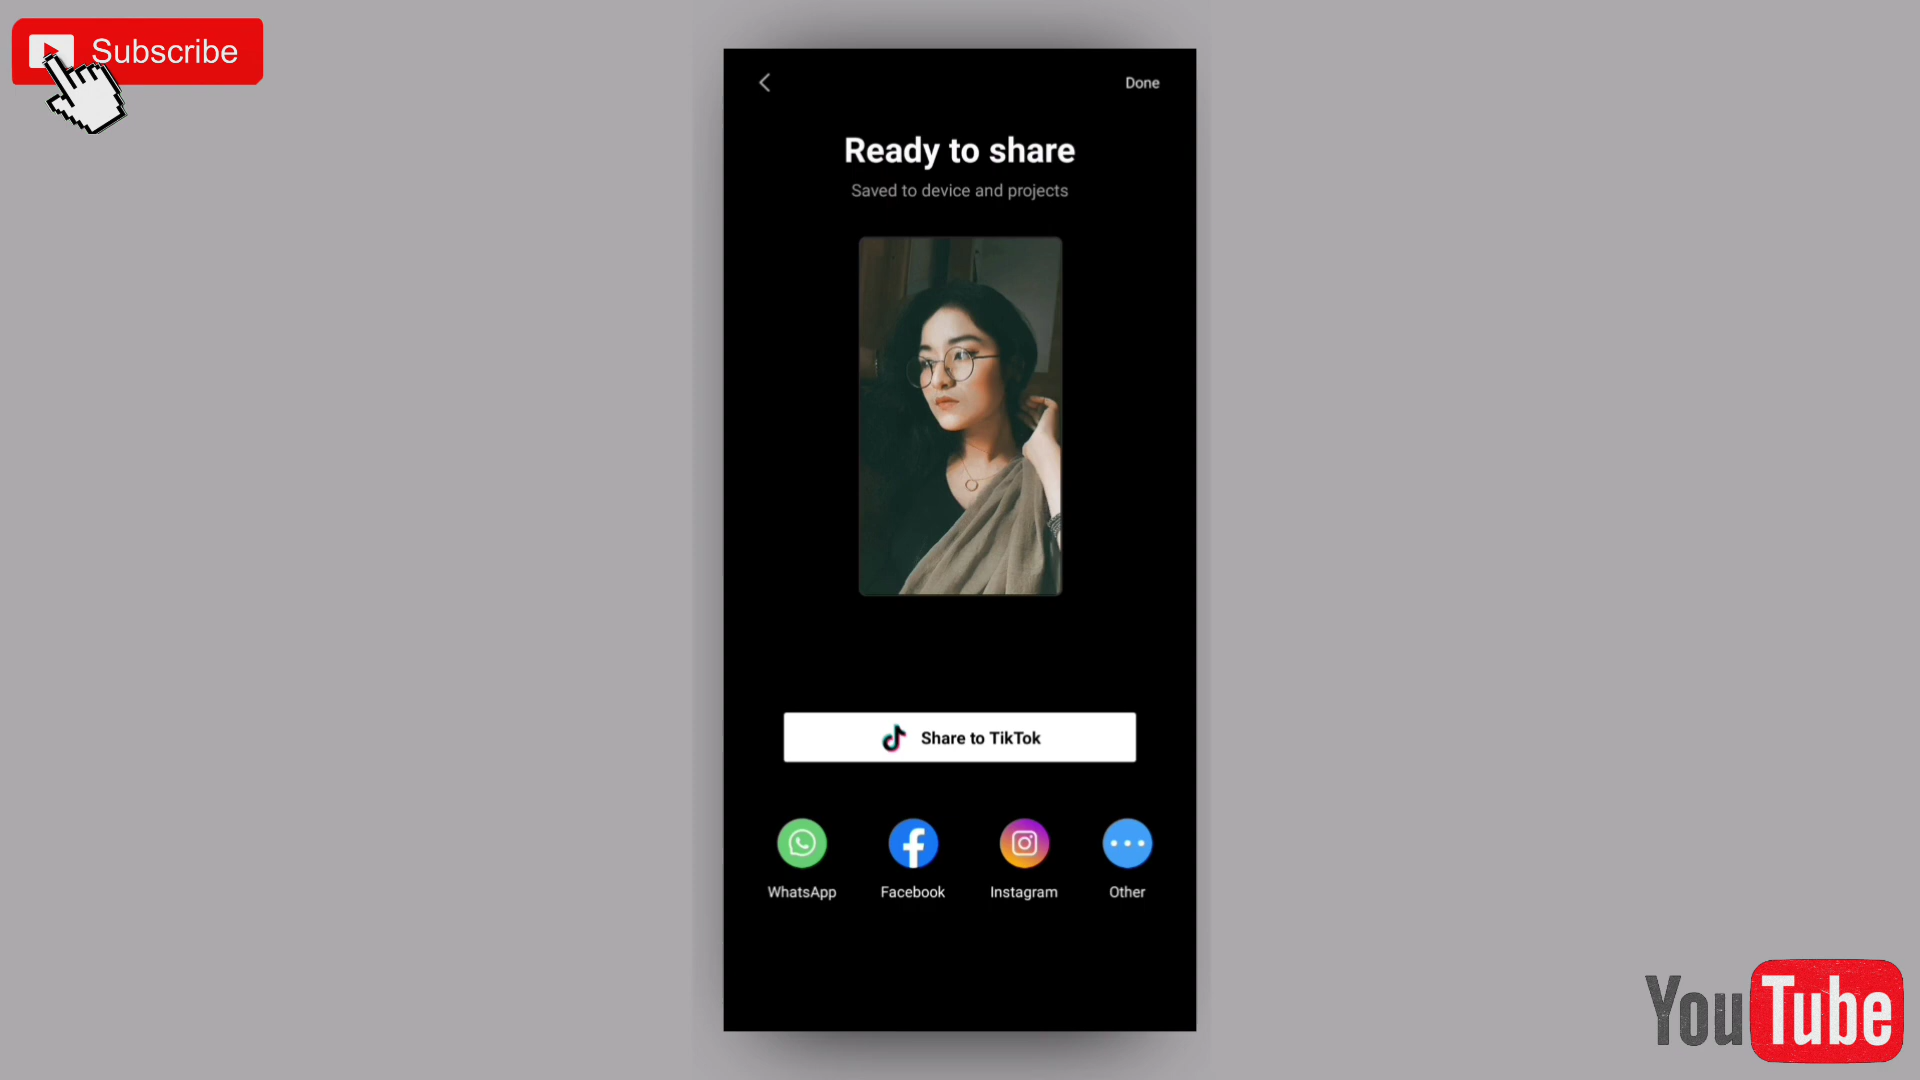 Subscribe
Done
Ready to share
Saved to device and projects
Share to TikTok
WhatsApp
Facebook
Instagram
Other
YouTube